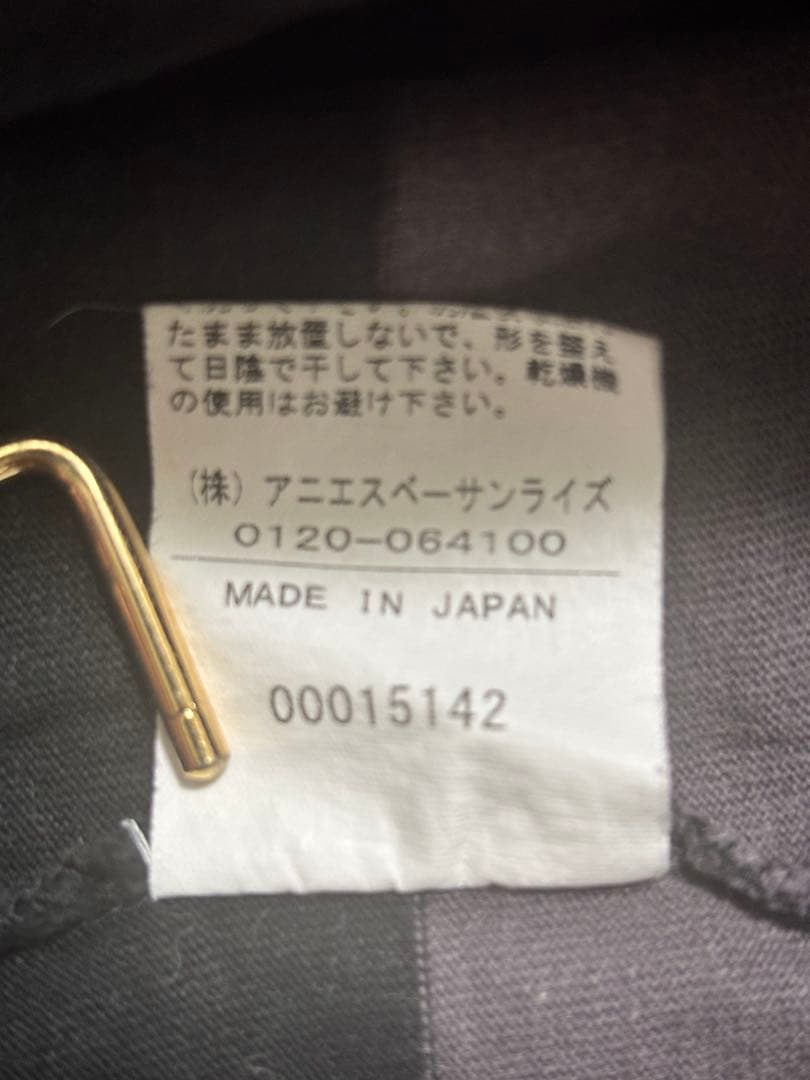 たまま放置しないで、形を整え
て日陰で干して下さい。乾燥機
の使用はお避け下さい。
(株)アニエスベーサンライズ
0120-064100
MADE IN JAPAN
00015142